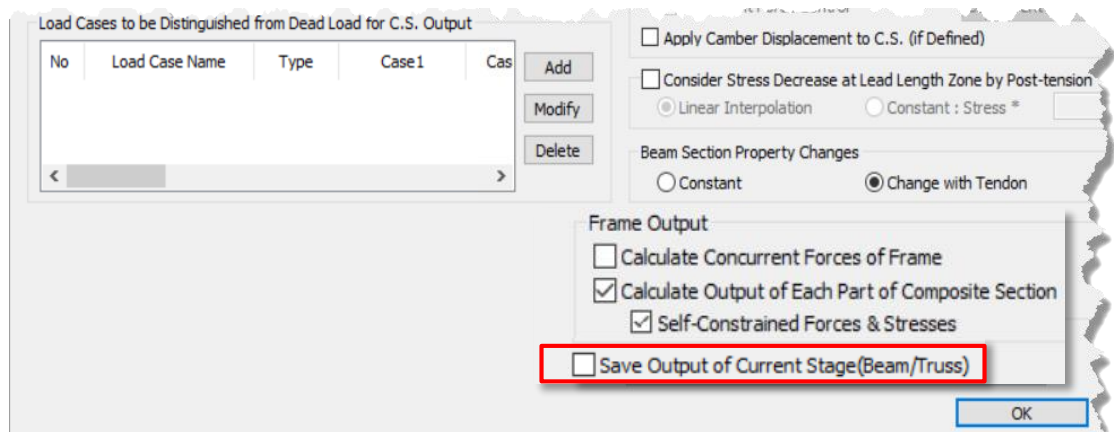 Load Cases to be Distinguished from Dead Load for C.S. Output
No Load Case Name Type Case1 Cas
Add
Modify
Delete
Apply Camber Displacement to C.S. (if Defined)
Consider Stress Decrease at Lead Length Zone by Post-tension
Linear Interpolation Constant : Stress *
Beam Section Property Changes
Constant Change with Tendon
Frame Output
Calculate Concurrent Forces of Frame
Calculate Output of Each Part of Composite Section
Self-Constrained Forces & Stresses
Save Output of Current Stage(Beam/Truss)
OK